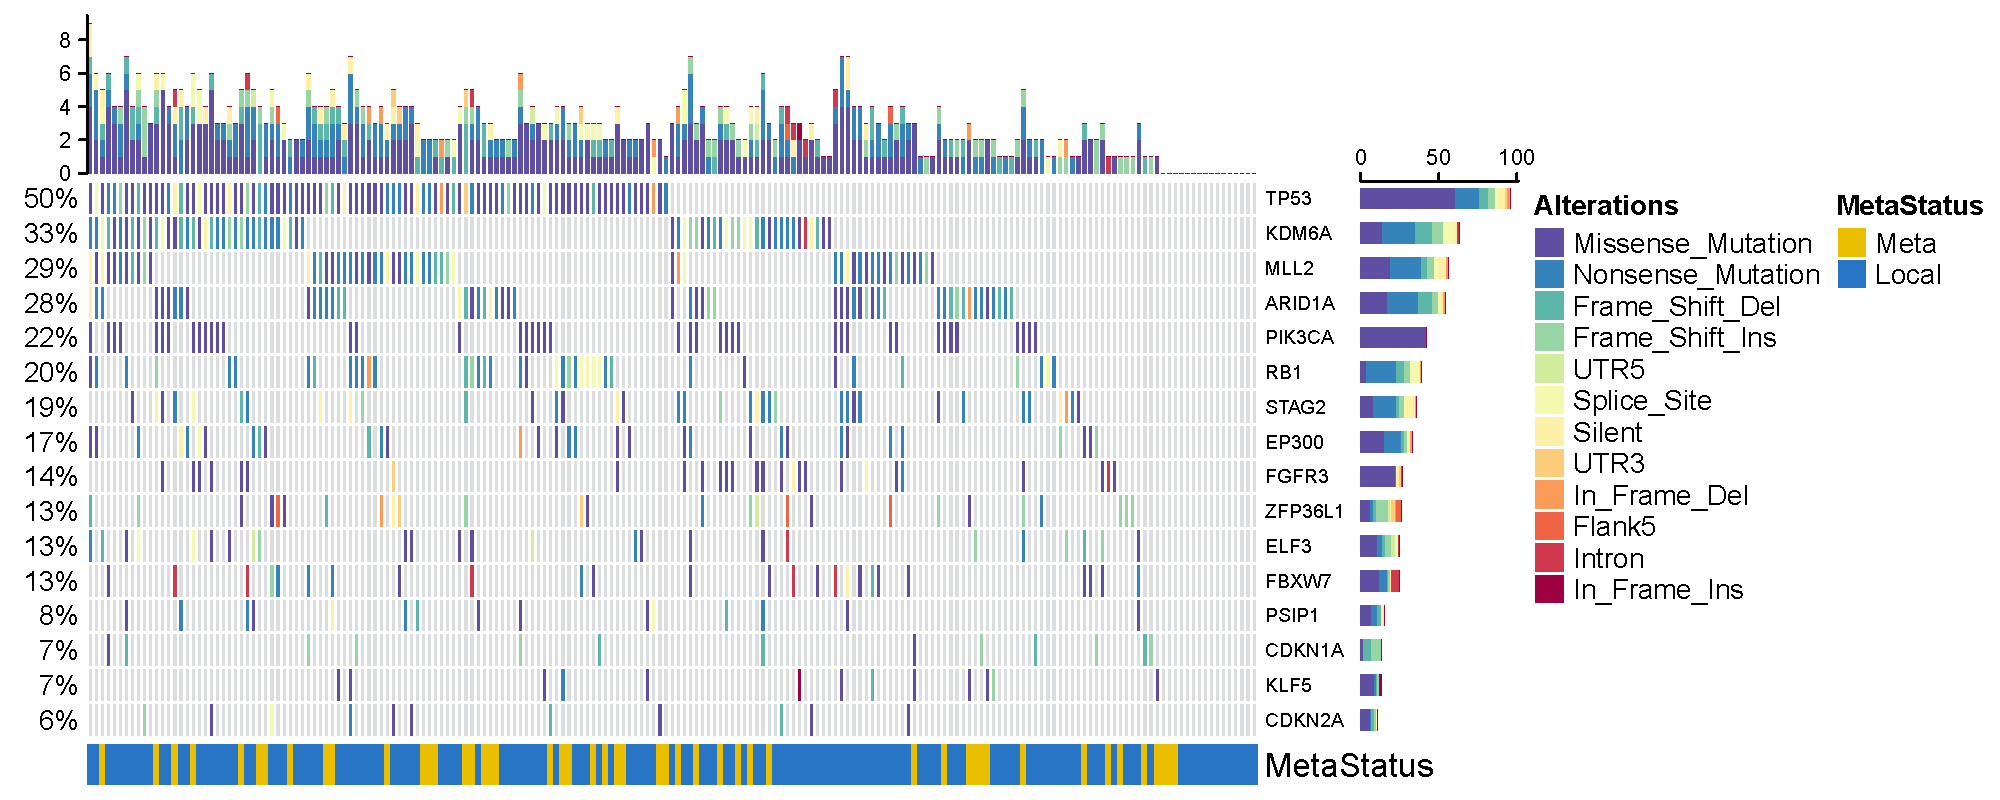 8
6
4
2
0
0 50 100
50% TP53
33% KDM6A
29% MLL2
28% ARID1A
22% PIK3CA
20% RB1
19% STAG2
17% EP300
14% FGFR3
13% ZFP36L1
13% ELF3
13% FBXW7
8% PSIP1
7% CDKN1A
7% KLF5
6% CDKN2A
MetaStatus
Alterations
Missense_Mutation
Nonsense_Mutation
Frame_Shift_Del
Frame_Shift_Ins
UTR5
Splice_Site
Silent
UTR3
In_Frame_Del
Flank5
Intron
In_Frame_Ins
MetaStatus
Meta
Local